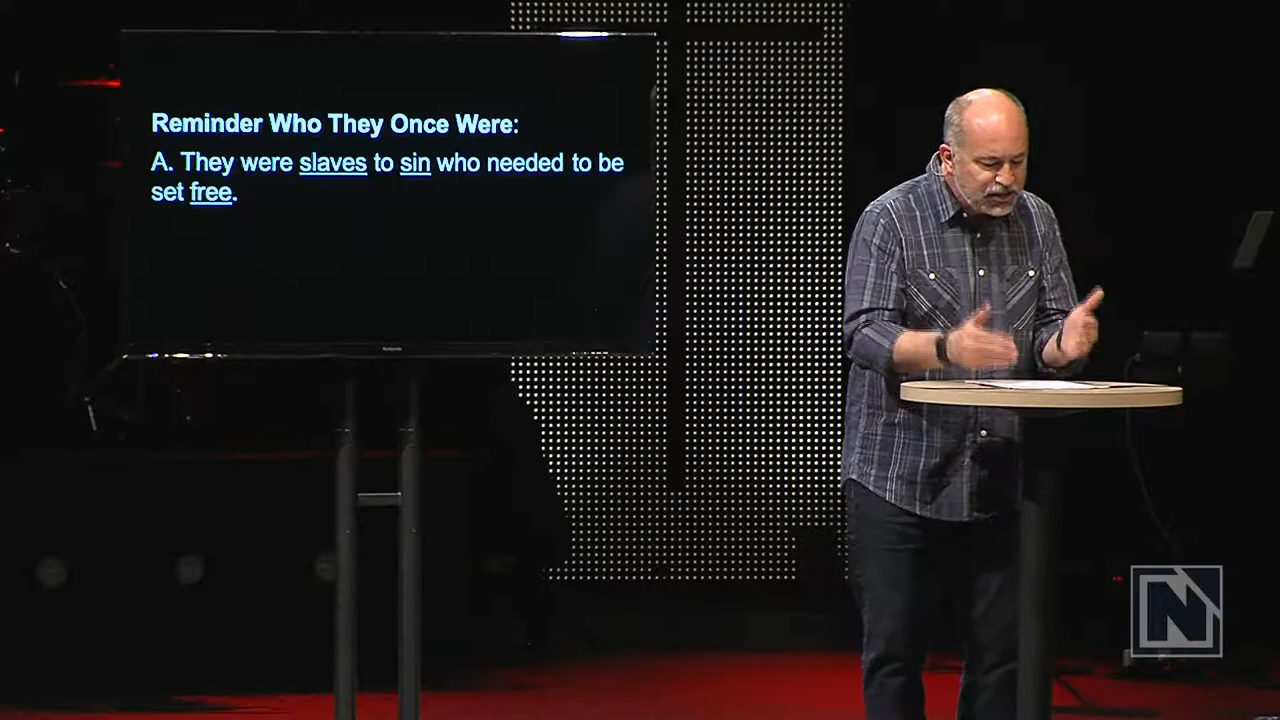 Reminder Who They Once Were:
A. They were slaves to sin who needed to be
set free.
N